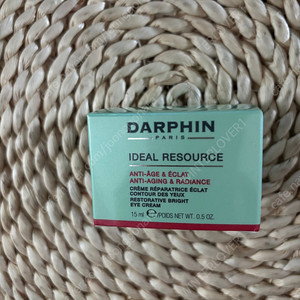 DARPHIN
PARIS
IDEAL RESOURCE
ANTI-ÂGE & ÉCLAT
ANTI-AGING & RADIANCE
CRÈME RÉPARATRICE ÉCLAT
CONTOUR DES YEUX
RESTORATIVE BRIGHT
EYE CREAM
15 ml ℮/POIDS NET WT. 0.5 OZ.